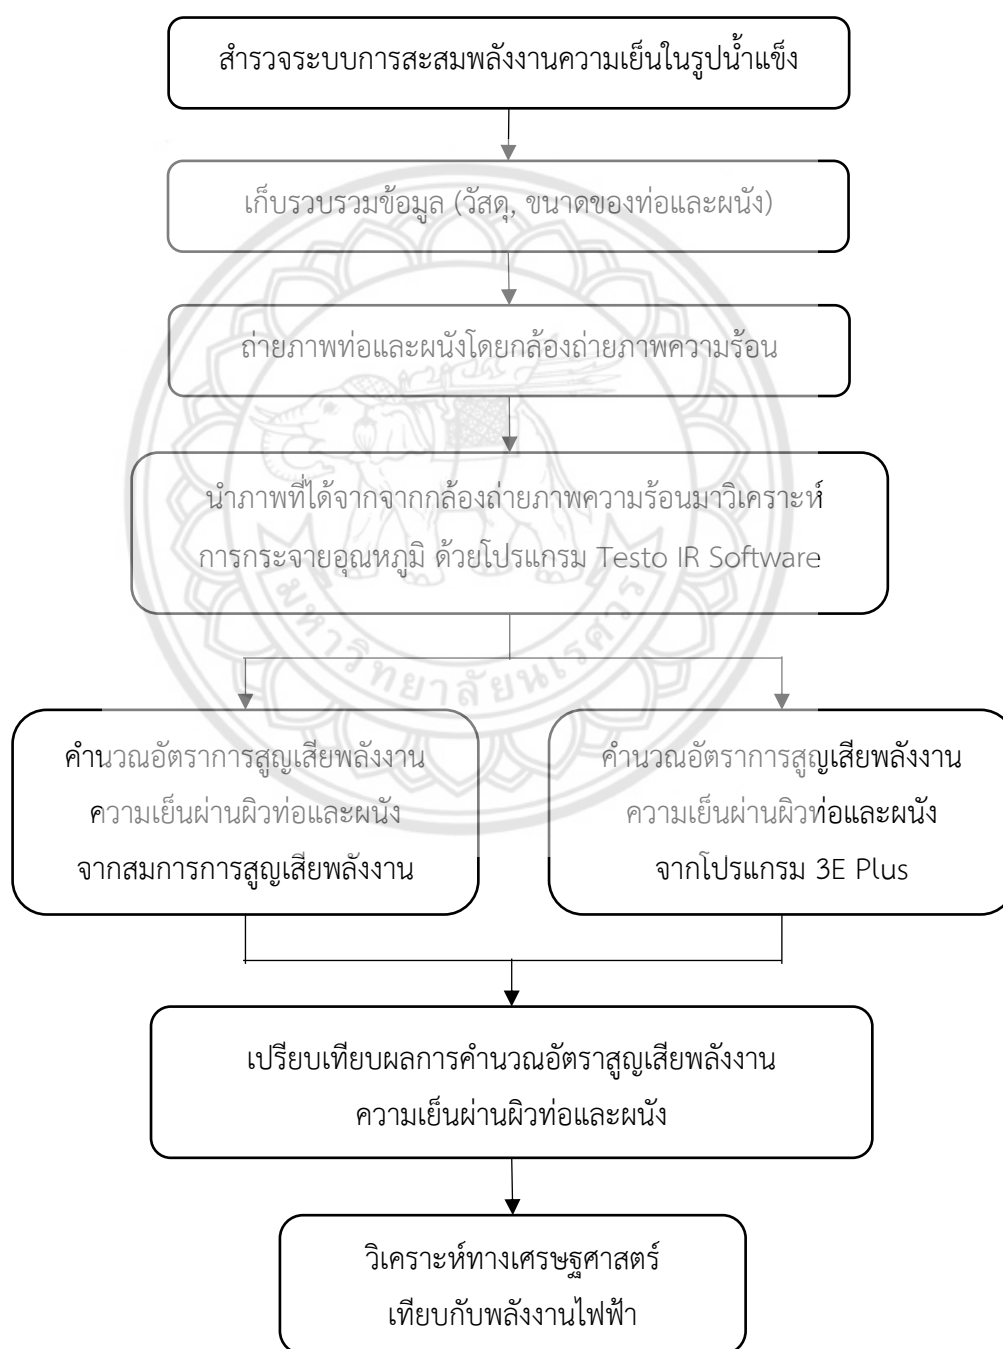 สำรวจระบบการสะสมพลังงานความเย็นในรูปน้ำแข็ง
เก็บรวบรวมข้อมูล (วัสดุ, ขนาดของท่อและผนัง)
ถ่ายภาพท่อและผนังโดยกล้องถ่ายภาพความร้อน
นำภาพที่ได้จากจากกล้องถ่ายภาพความร้อนมาวิเคราะห์
การกระจายอุณหภูมิ ด้วยโปรแกรม Testo IR Software
มหาวิทยาลัยนเรศวร
คำนวณอัตราการสูญเสียพลังงาน
ความเย็นผ่านผิวท่อและผนัง
จากสมการการสูญเสียพลังงาน
คำนวณอัตราการสูญเสียพลังงาน
ความเย็นผ่านผิวท่อและผนัง
จากโปรแกรม 3E Plus
เปรียบเทียบผลการคำนวณอัตราสูญเสียพลังงาน
ความเย็นผ่านผิวท่อและผนัง
วิเคราะห์ทางเศรษฐศาสตร์
เทียบกับพลังงานไฟฟ้า